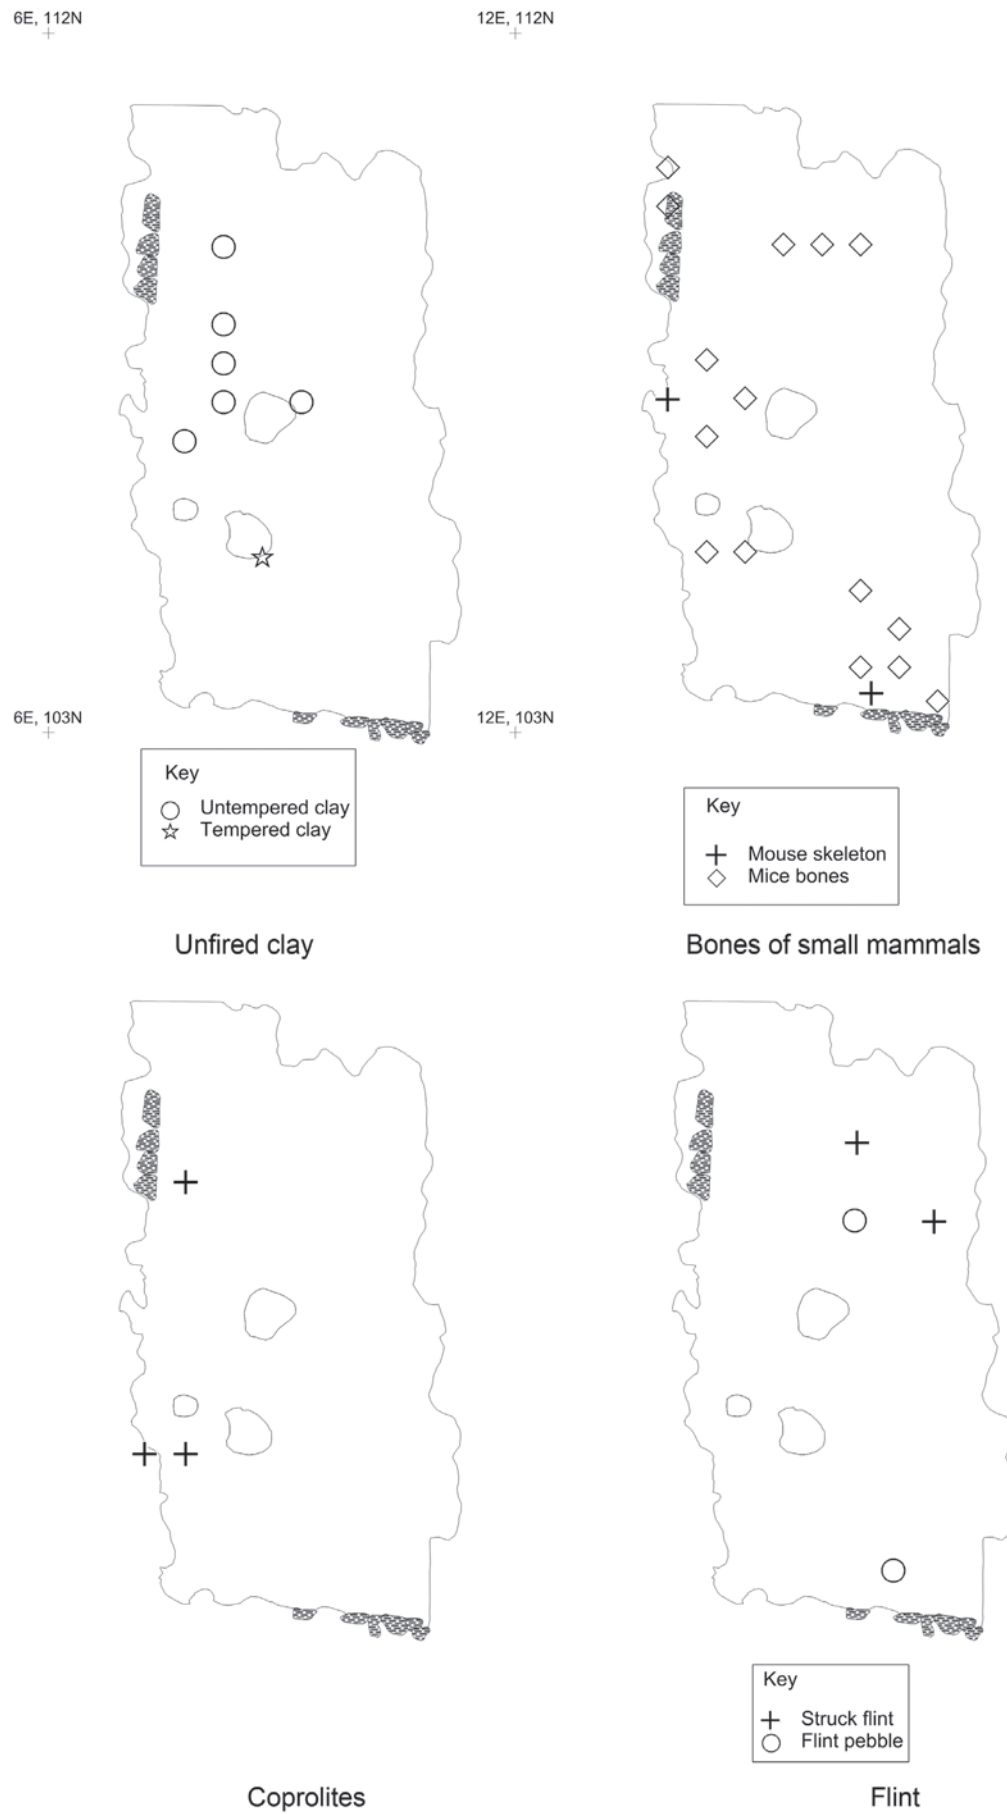 6E, 112N
12E, 112N
6E, 103N
12E, 103N
Key
Untempered clay
Tempered clay
Key
Mouse skeleton
Mice bones
Unfired clay
Bones of small mammals
Key
Struck flint
Flint pebble
Coprolites
Flint